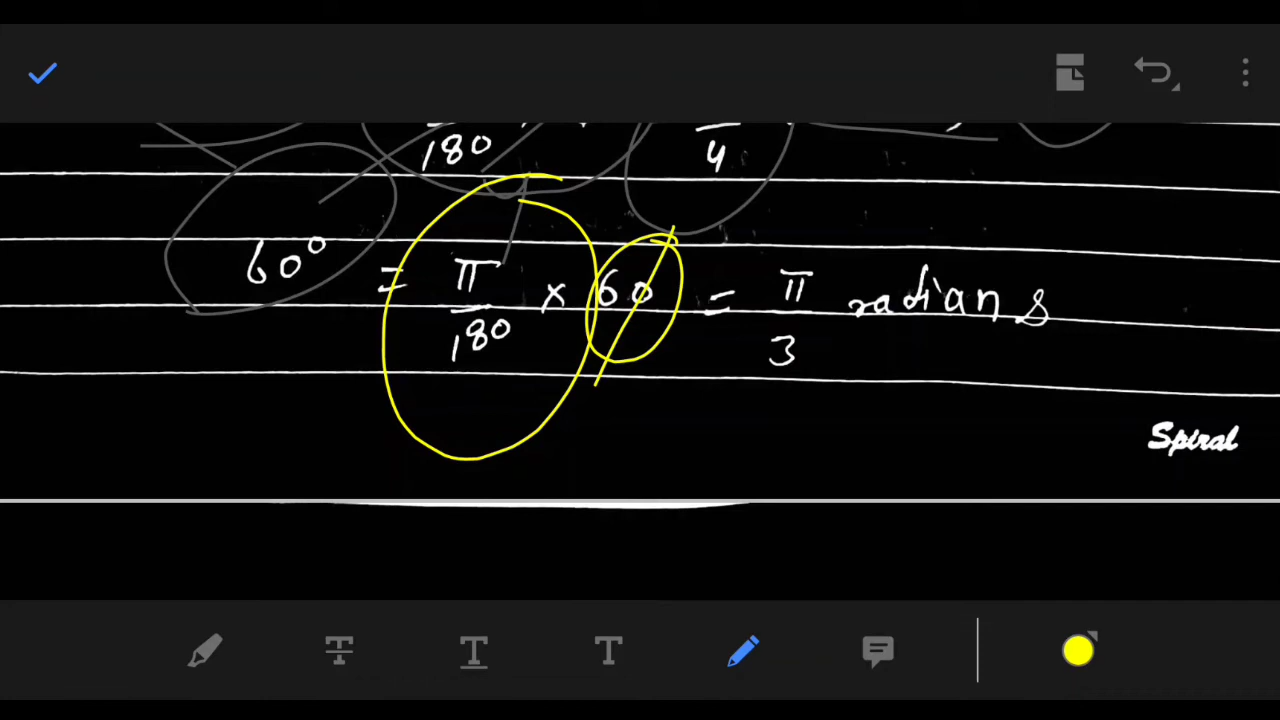 180 4
60° = π/180 × 60 = π/3 radians
Spiral